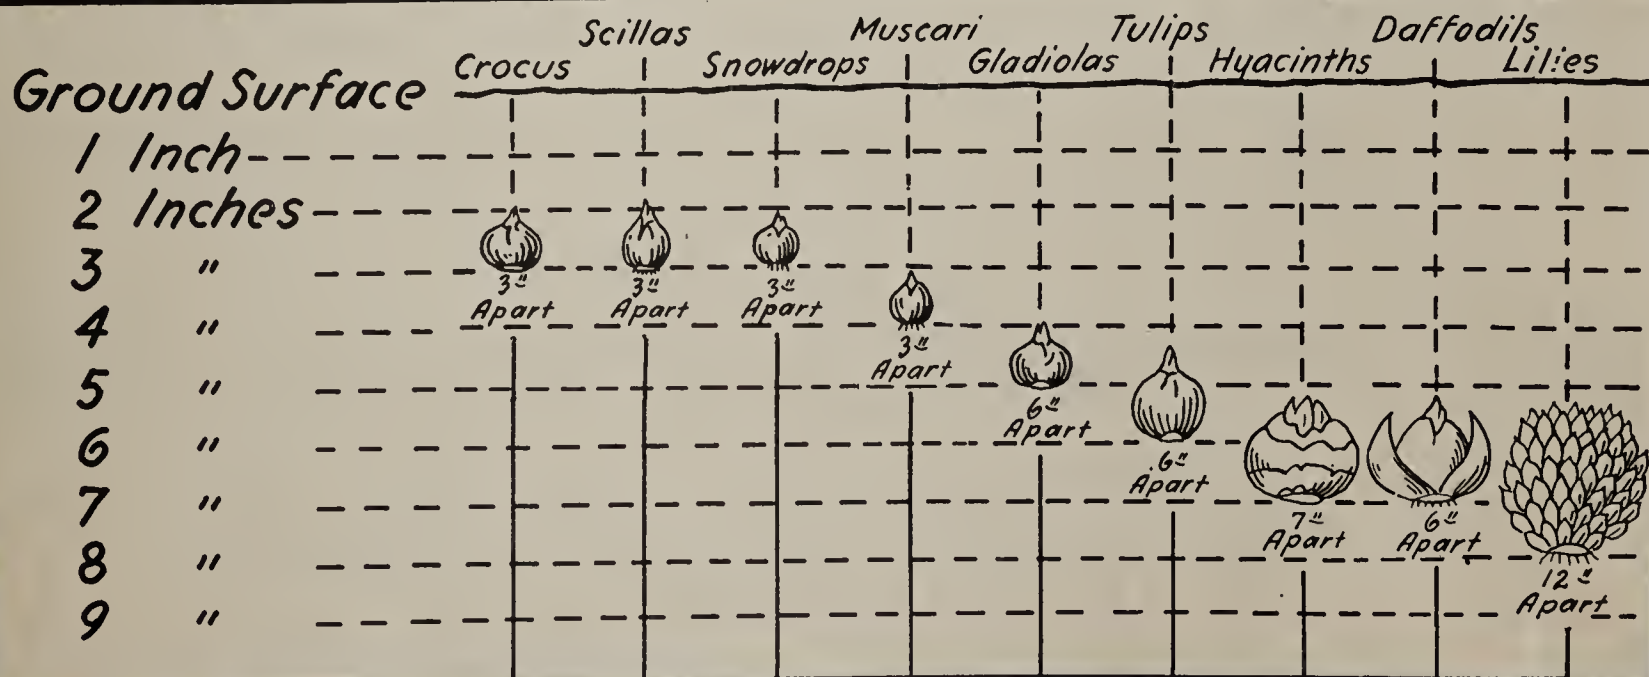 Scillas Muscari Tulips Daffodils
Crocus Snowdrops Gladiolas Hyacinths Lilies
Ground Surface
1 Inch
2 Inches
3 "
3" 3" 3"
Apart Apart Apart
4 "
3"
Apart
5 "
6"
Apart
6 "
6"
Apart
7 "
7" 6"
Apart Apart
8 "
12"
Apart
9 "